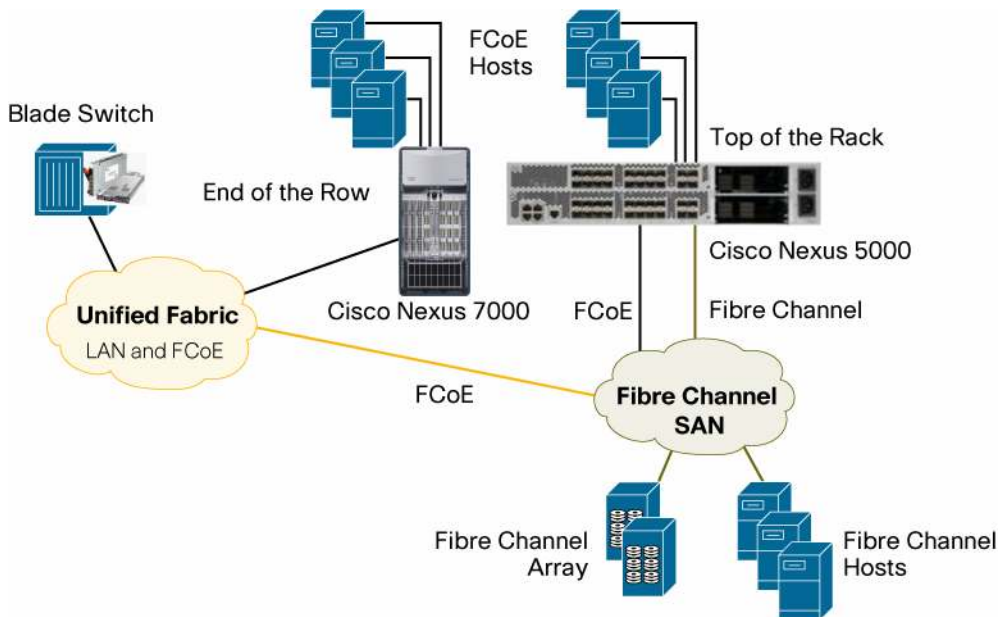 FCoE
Hosts
Blade Switch
Top of the Rack
End of the Row
Cisco Nexus 5000
Cisco Nexus 7000
FCoE
Fibre Channel
Unified Fabric
LAN and FCoE
FCoE
Fibre Channel
SAN
Fibre Channel
Array
Fibre Channel
Hosts